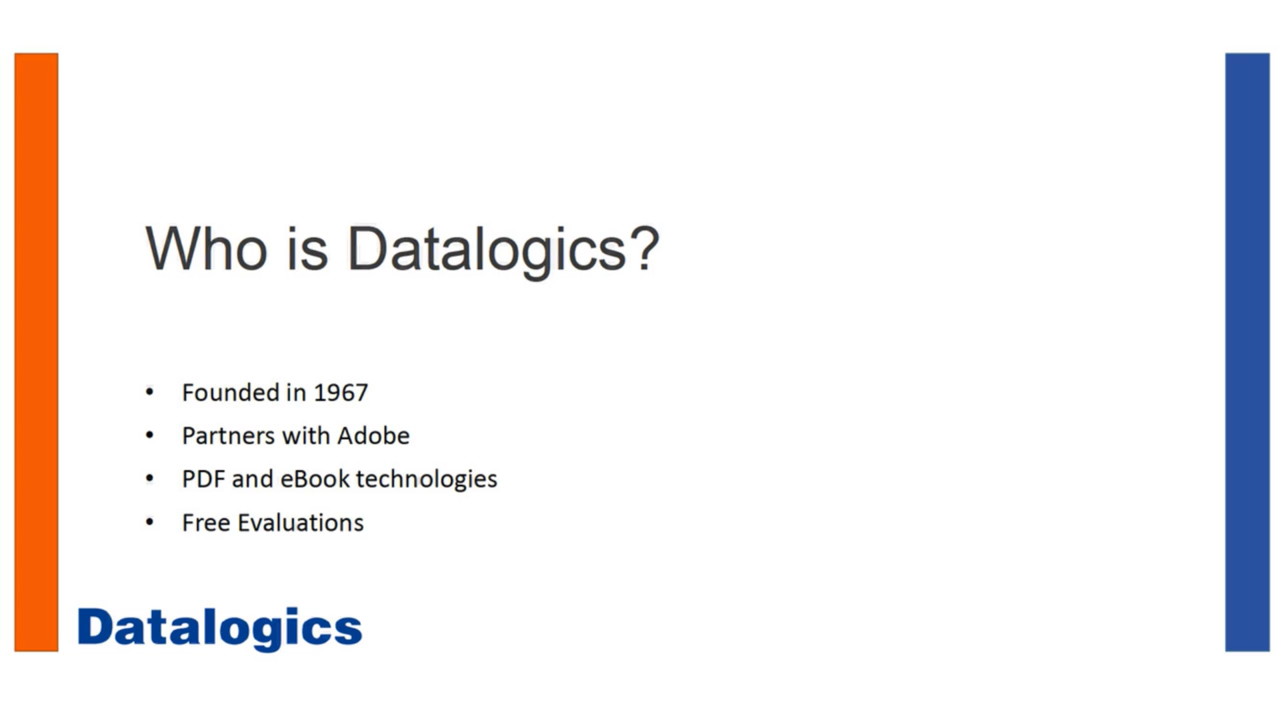 Who is Datalogics?
• Founded in 1967
• Partners with Adobe
• PDF and eBook technologies
• Free Evaluations
Datalogics